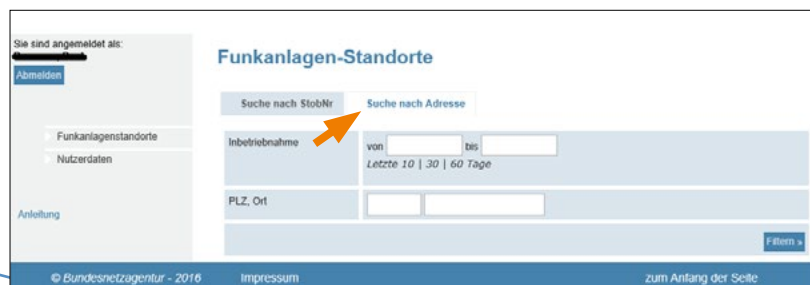 Sie sind angemeldet als:
Abmelden
Funkanlagenstandorte
Nutzerdaten
Anleitung
Funkanlagen-Standorte
Suche nach StobNr
Suche nach Adresse
Inbetriebnahme
von bis
Letzte 10 | 30 | 60 Tage
PLZ, Ort
Filtern »
© Bundesnetzagentur - 2016 Impressum zum Anfang der Seite